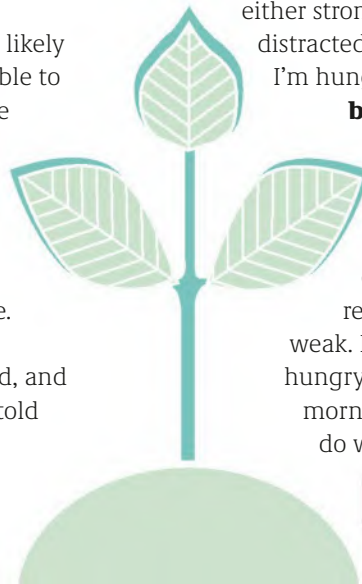 likely
ble to
e
e.
d, and
told
either stron
distracted
I'm hun
b
re
weak.
hungry
morn
do w